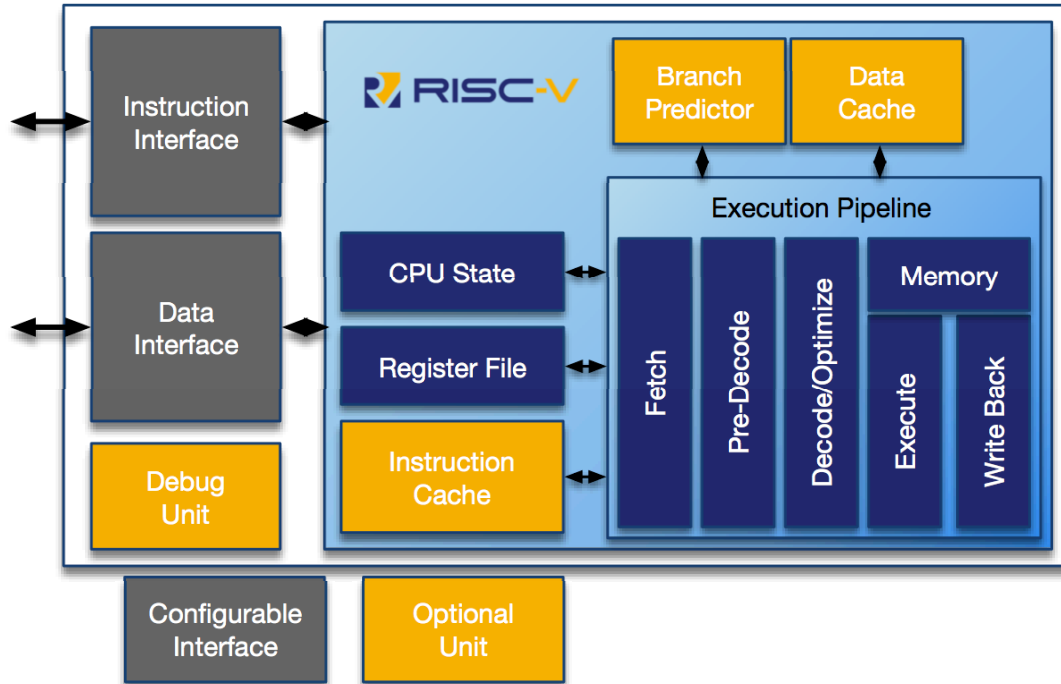 Instruction
Interface
RISC-V
Branch
Predictor
Data
Cache
Execution Pipeline
Data
Interface
CPU State
Register File
Instruction
Cache
Fetch
Pre-Decode
Decode/Optimize
Memory
Execute
Write Back
Debug
Unit
Configurable
Interface
Optional
Unit